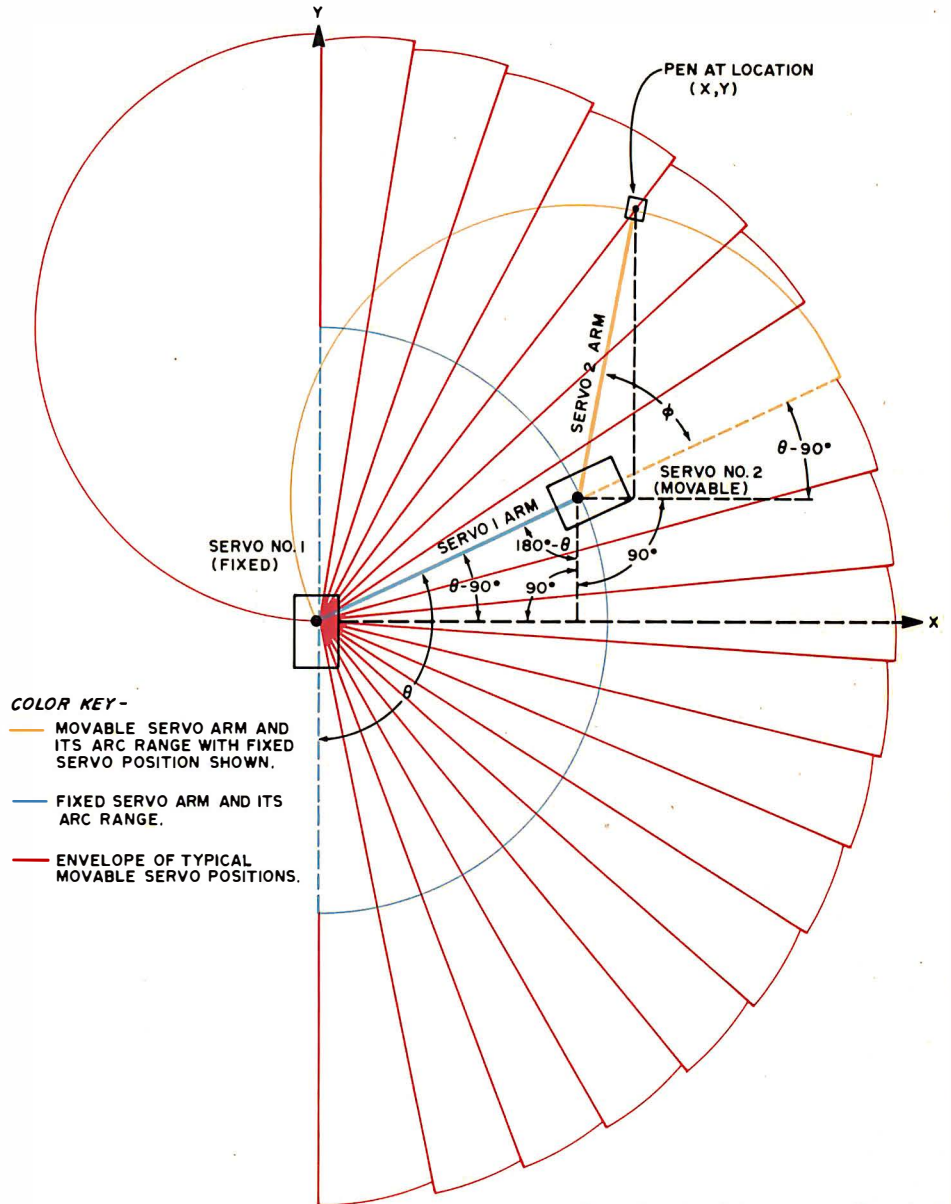 Y
PEN AT LOCATION
(X,Y)
SERVO 2 ARM
ϕ
θ-90°
SERVO NO.2
(MOVABLE)
SERVO 1 ARM
SERVO NO.1
(FIXED)
180°-θ
90°
θ-90°
90°
X
θ
COLOR KEY-
MOVABLE SERVO ARM AND
ITS ARC RANGE WITH FIXED
SERVO POSITION SHOWN.
FIXED SERVO ARM AND ITS
ARC RANGE.
ENVELOPE OF TYPICAL
MOVABLE SERVO POSITIONS.